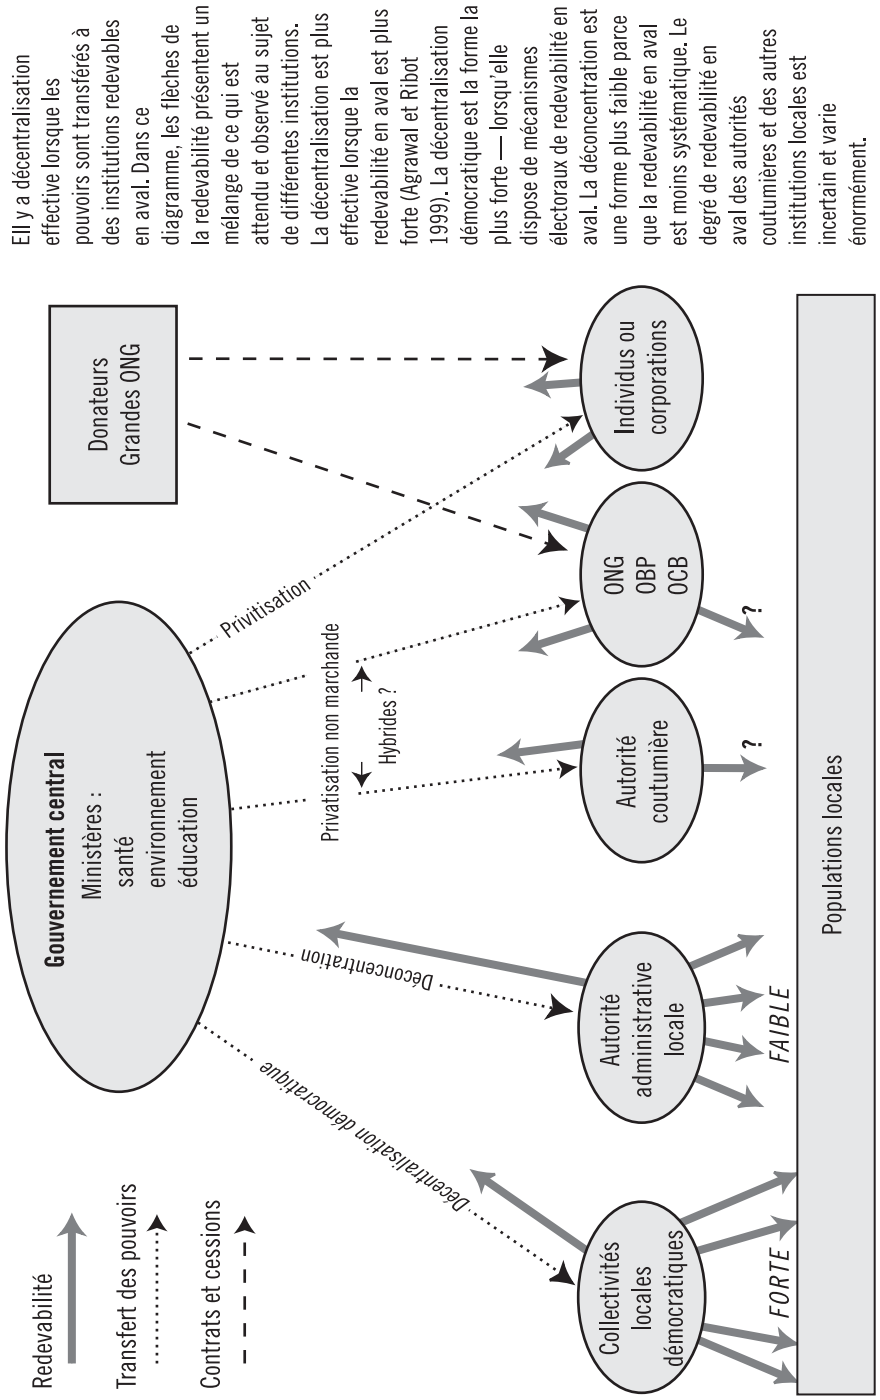 Redevabilité
Transfert des pouvoirs
Contrats et cessions
Gouvernement central
Ministères :
santé
environnement
éducation
Donateurs
Grandes ONG
Décentralisation démocratique
Déconcentration
Privatisation non marchande
Hybrides ?
Privitisation
Collectivités
locales
démocratiques
Autorité
administrative
locale
Autorité
coutumière
ONG
OBP
OCB
Individus ou
corporations
FORTE
FAIBLE
?
?
Populations locales
Ell y a décentralisation
effective lorsque les
pouvoirs sont transférés à
des institutions redevables
en aval. Dans ce
diagramme, les flèches de
la redevabilité présentent un
mélange de ce qui est
attendu et observé au sujet
de différentes institutions.
La décentralisation est plus
effective lorsque la
redevabilité en aval est plus
forte (Agrawal et Ribot
1999). La décentralisation
démocratique est la forme la
plus forte — lorsqu'elle
dispose de mécanismes
électoraux de redevabilité en
aval. La déconcentration est
une forme plus faible parce
que la redevabilité en aval
est moins systématique. Le
degré de redevabilité en
aval des autorités
coutumières et des autres
institutions locales est
incertain et varie
énormément.